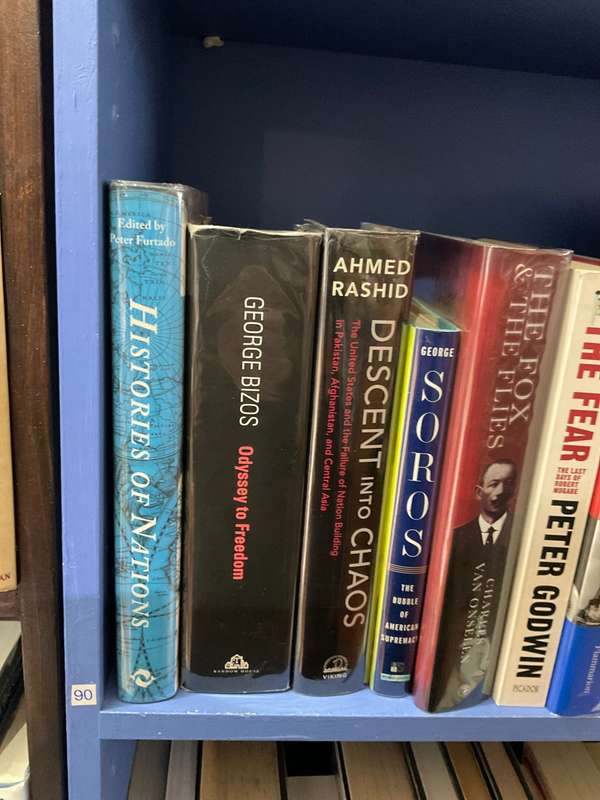 Edited by
Peter Furtado
HISTORIES OF NATIONS
GEORGE BIZOS
Odyssey to Freedom
RANDOM HOUSE
AHMED
RASHID
DESCENT INTO CHAOS
The United States and the Failure of Nation Building
in Pakistan, Afghanistan, and Central Asia
VIKING
GEORGE
SOROS
THE
BUBBLE
OF
AMERICAN
SUPREMACY
THE FOX
& THE FLIES
CHARLES
VAN ONSELEN
THE FEAR
THE LAST
DAYS OF
ROBERT
MUGABE
PETER GODWIN
PICADOR
Flammarion
90